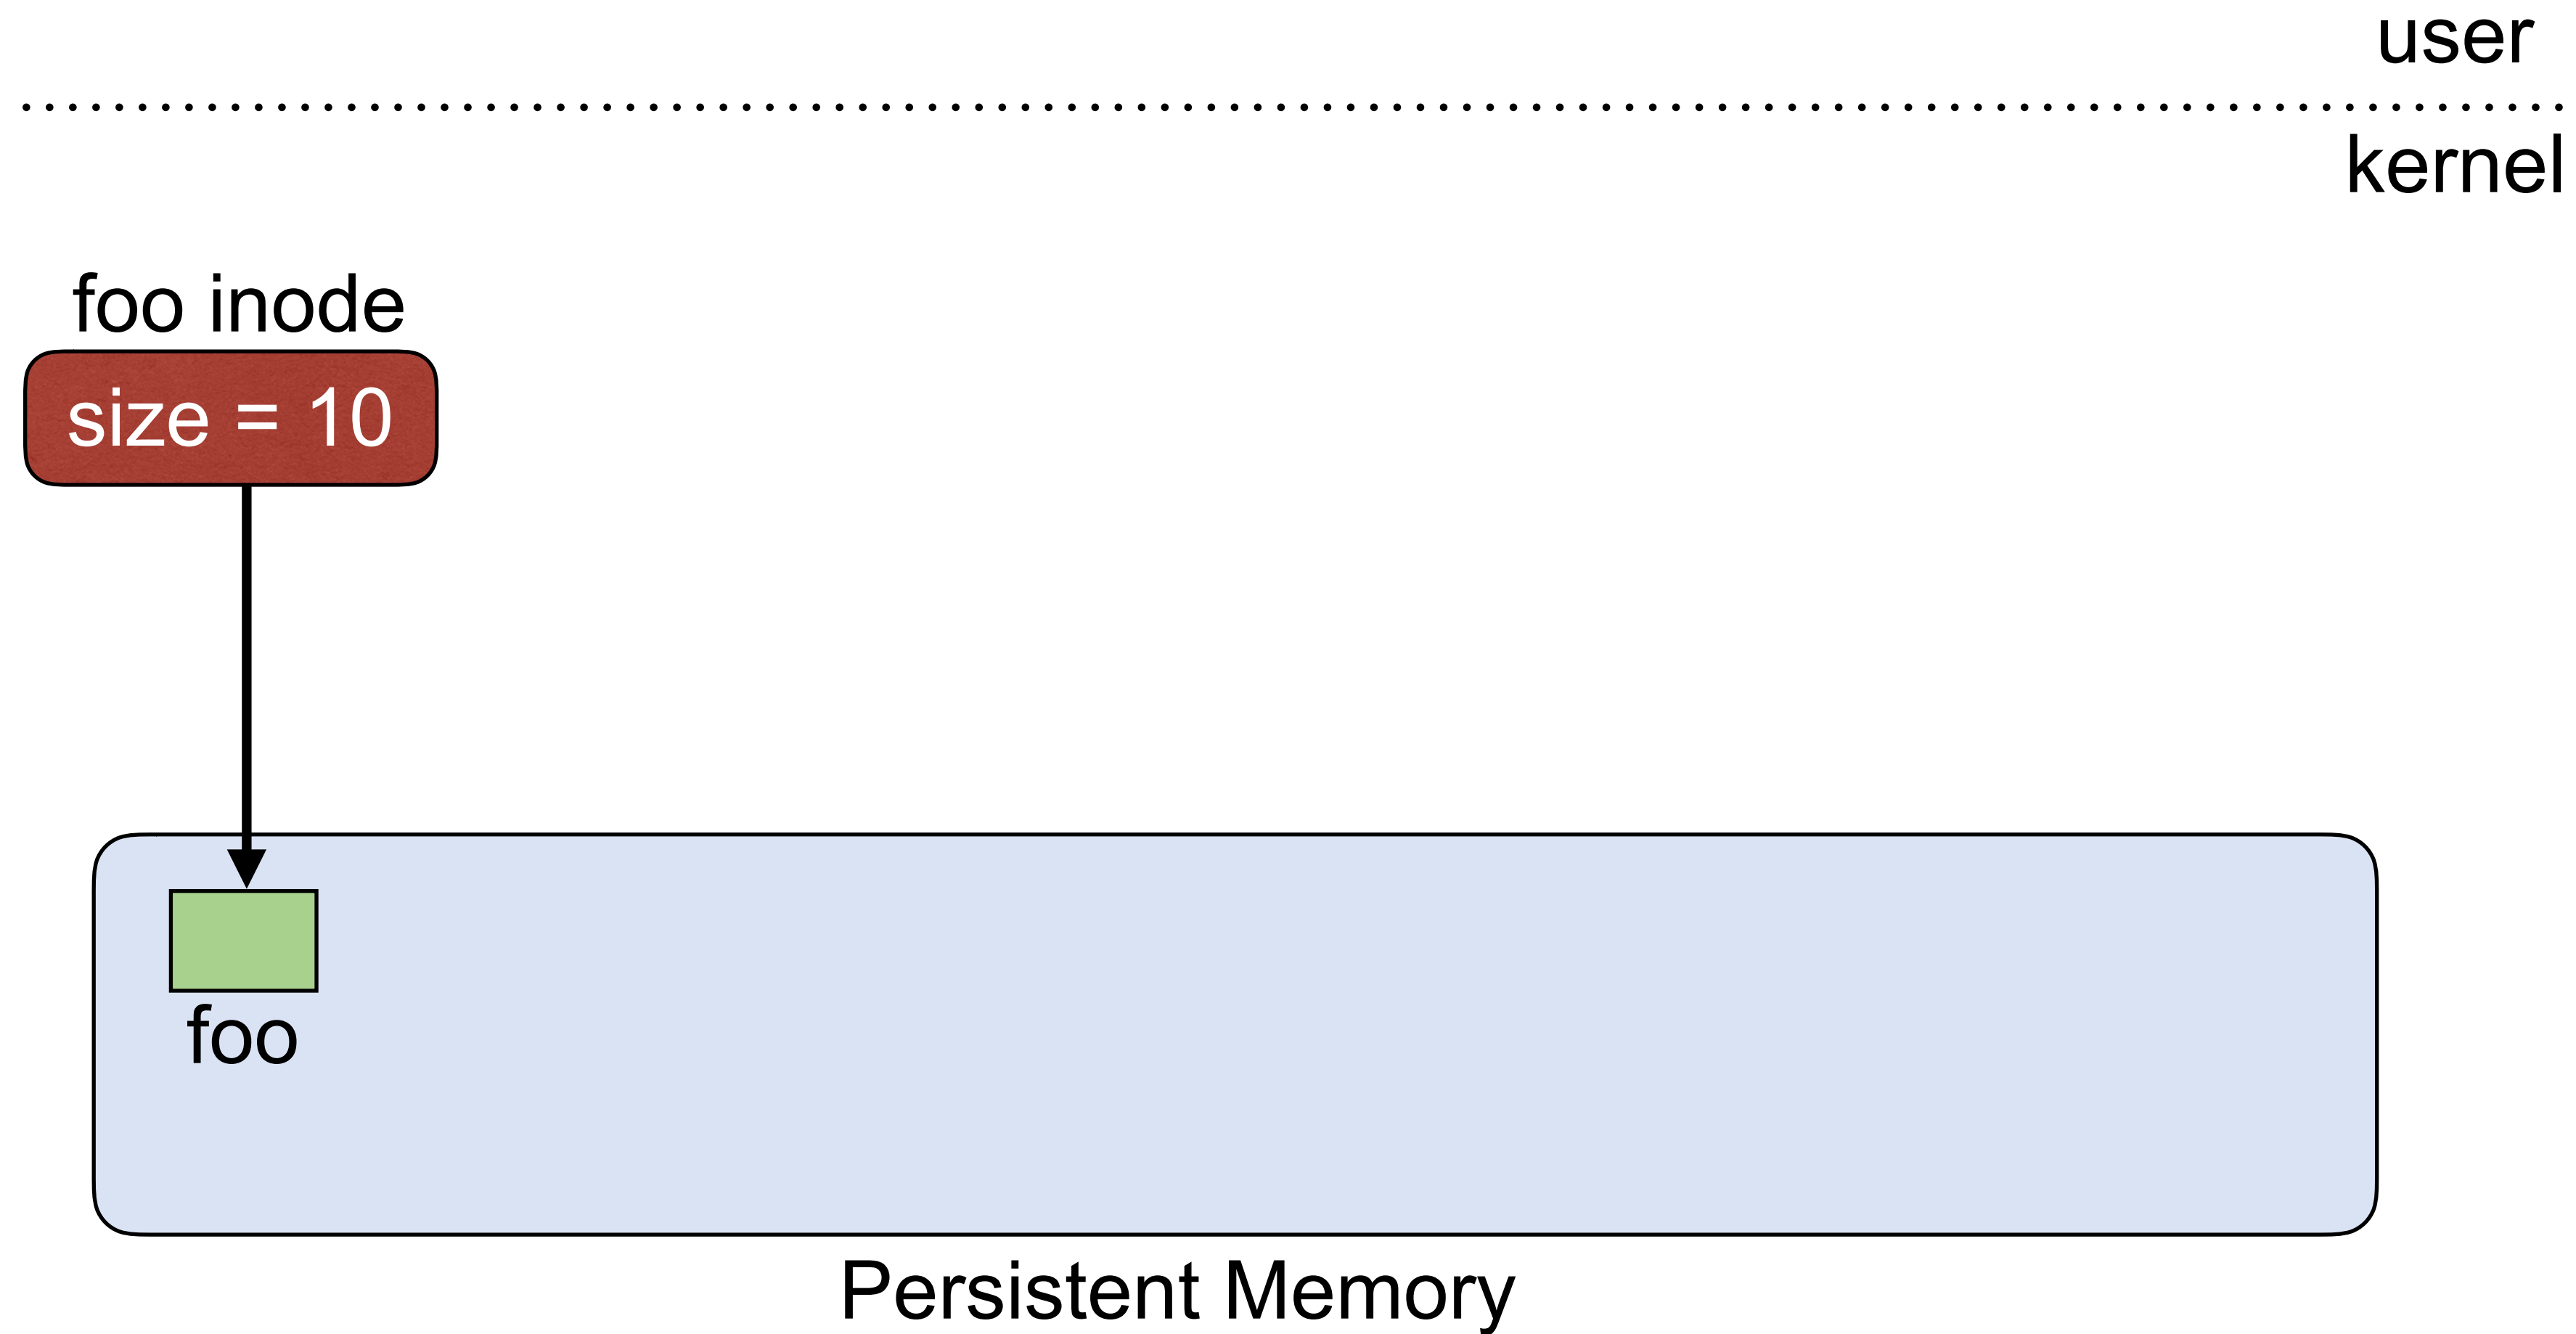 user
kernel
foo inode
size = 10
foo
Persistent Memory